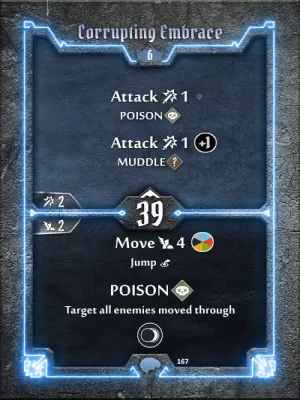 Corrupting Embrace
6
Attack 1
POISON
Attack 1 +1
MUDDLE ?
2
39
2
Move 4
Jump
POISON
Target all enemies moved through
167